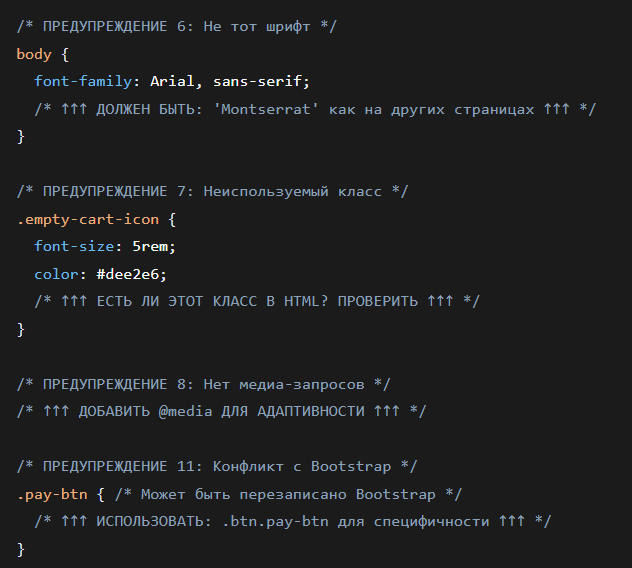 /* ПРЕДУПРЕЖДЕНИЕ 6: Не тот шрифт */
body {
font-family: Arial, sans-serif;
/* ↑↑↑ ДОЛЖЕН БЫТЬ: 'Montserrat' как на других страницах ↑↑↑ */
}
/* ПРЕДУПРЕЖДЕНИЕ 7: Неиспользуемый класс */
.empty-cart-icon {
font-size: 5rem;
color: #dee2e6;
/* ↑↑↑ ЕСТЬ ЛИ ЭТОТ КЛАСС В HTML? ПРОВЕРИТЬ ↑↑↑ */
}
/* ПРЕДУПРЕЖДЕНИЕ 8: Нет медиа-запросов */
/* ↑↑↑ ДОБАВИТЬ @media ДЛЯ АДАПТИВНОСТИ ↑↑↑ */
/* ПРЕДУПРЕЖДЕНИЕ 11: Конфликт с Bootstrap */
.pay-btn { /* Может быть перезаписано Bootstrap */
/* ↑↑↑ ИСПОЛЬЗОВАТЬ: .btn.pay-btn для специфичности ↑↑↑ */
}